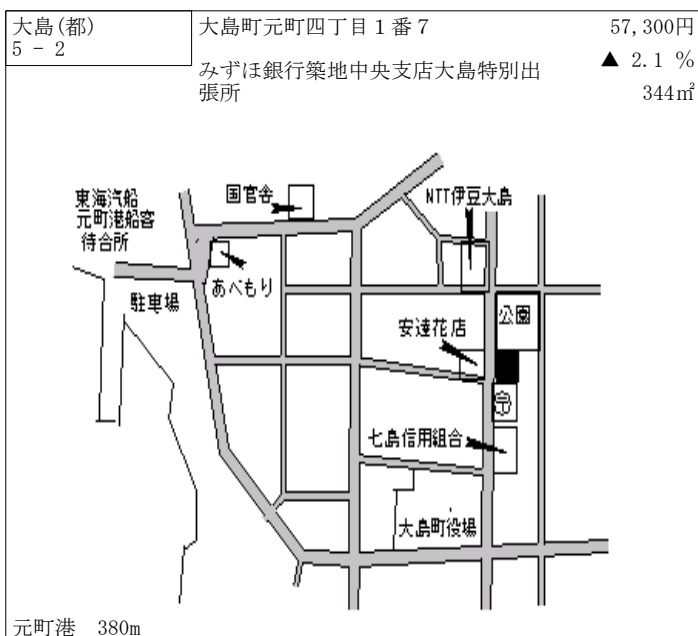 大島(都)
5 - 2
大島町元町四丁目1番7
57,300円
みずほ銀行築地中央支店大島特別出
張所
▲ 2.1 %
344㎡
東海汽船
元町港船客
待合所
国官舎
NTT伊豆大島
駐車場
あべもり
公園
安達花店
〒
七島信用組合
大島町役場
元町港 380m